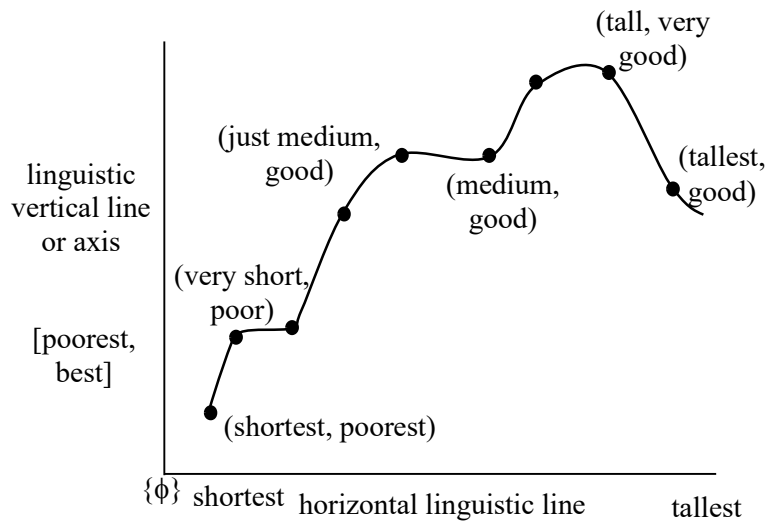 (tall, very
good)
(just medium,
good)
(tallest,
good)
linguistic
vertical line
or axis
(medium,
good)
(very short,
poor)
[poorest,
best]
(shortest, poorest)
{ϕ} shortest horizontal linguistic line tallest